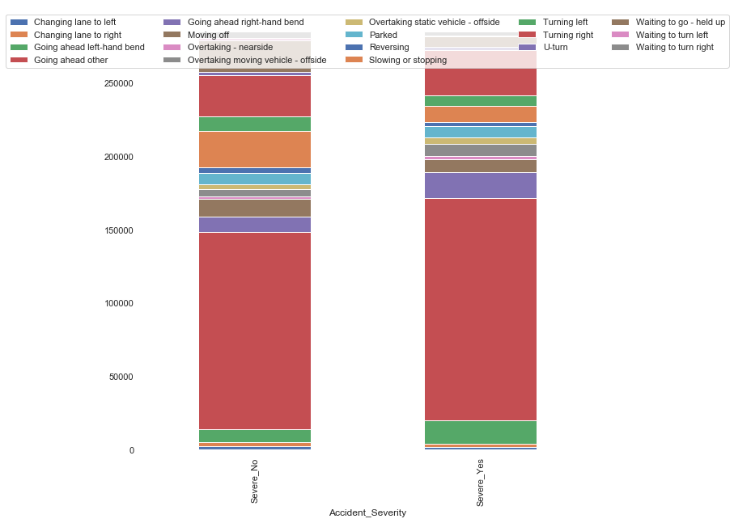 Changing lane to left
Changing lane to right
Going ahead left-hand bend
Going ahead other
Going ahead right-hand bend
Moving off
Overtaking - nearside
Overtaking moving vehicle - offside
Overtaking static vehicle - offside
Parked
Reversing
Slowing or stopping
Turning left
Turning right
U-turn
Waiting to go - held up
Waiting to turn left
Waiting to turn right
250000
200000
150000
100000
50000
0
Severe_No
Severe_Yes
Accident_Severity